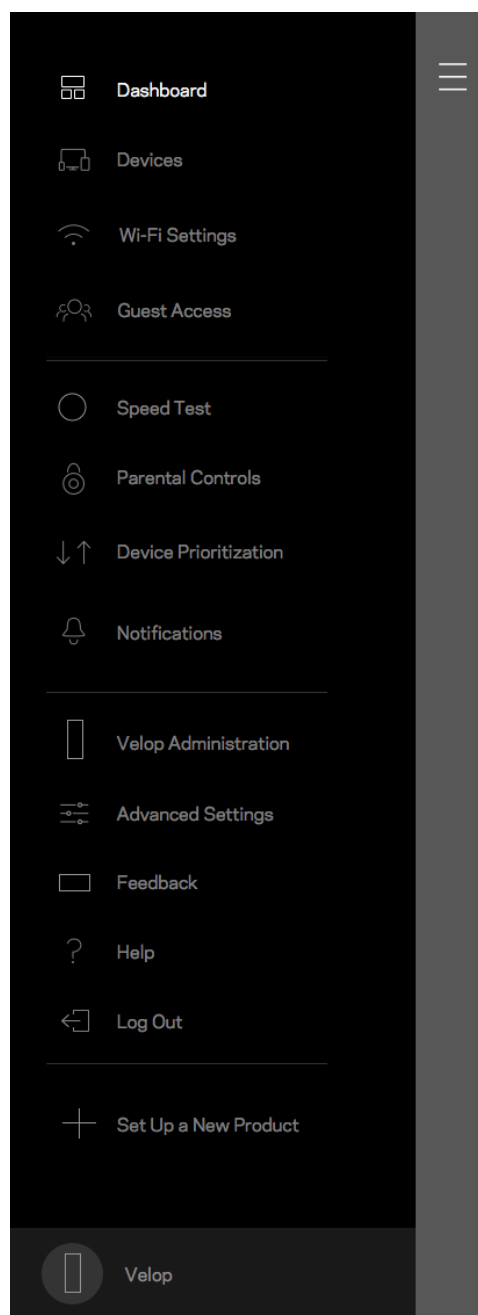 Dashboard
Devices
Wi-Fi Settings
Guest Access
Speed Test
Parental Controls
Device Prioritization
Notifications
Velop Administration
Advanced Settings
Feedback
Help
Log Out
Set Up a New Product
Velop